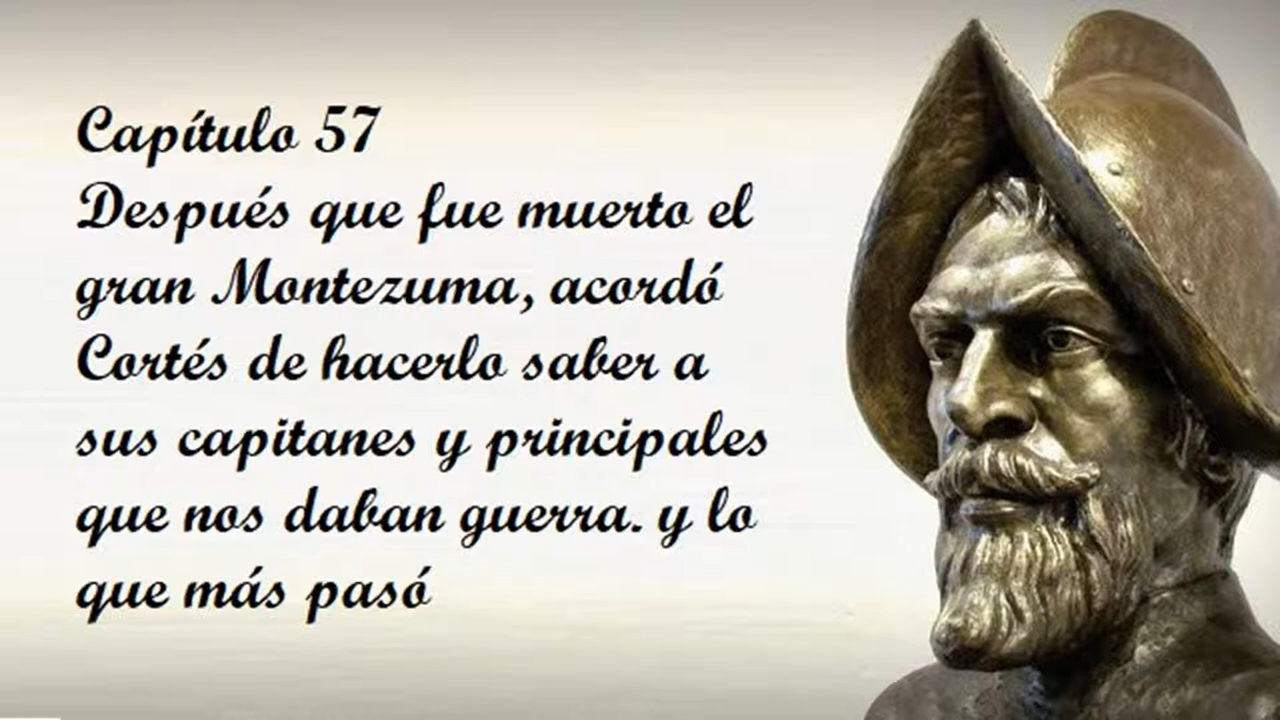 Capítulo 57
Después que fue muerto el
gran Montezuma, acordó
Cortés de hacerlo saber a
sus capitanes y principales
que nos daban guerra. y lo
que más pasó